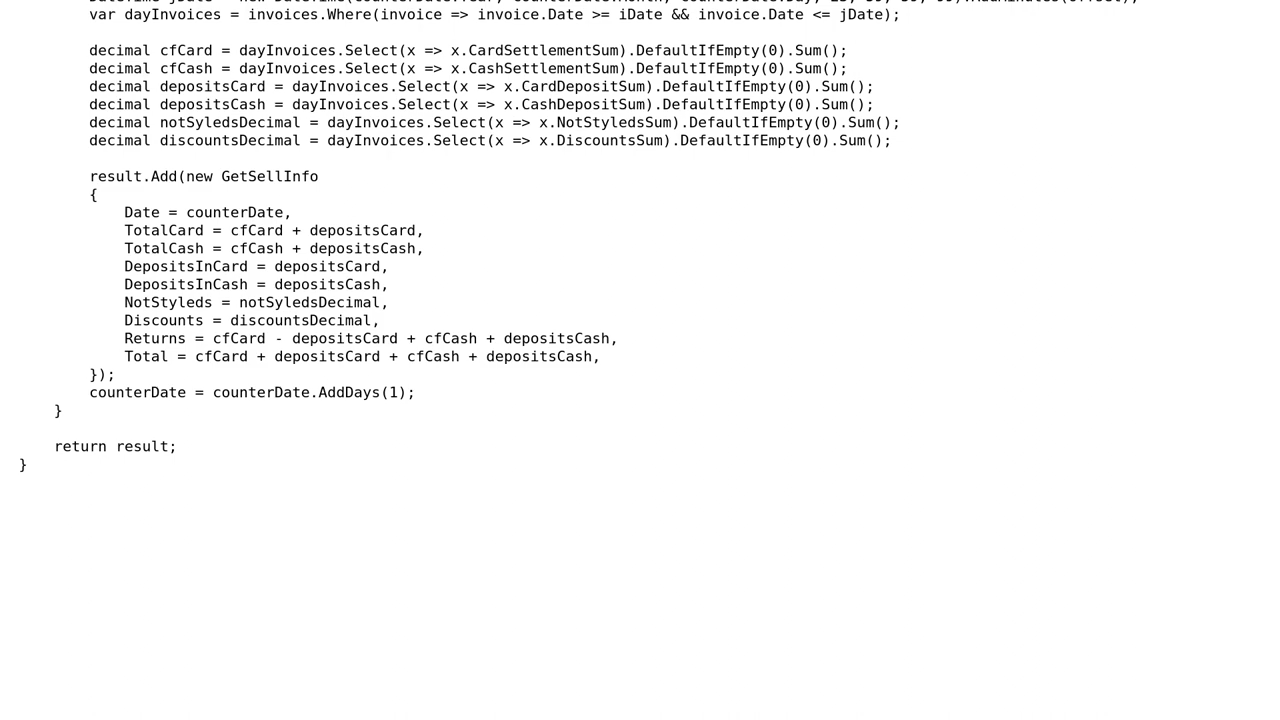 var dayInvoices = invoices.Where(invoice => invoice.Date >= iDate && invoice.Date <= jDate);
decimal cfCard = dayInvoices.Select(x => x.CardSettlementSum).DefaultIfEmpty(0).Sum();
decimal cfCash = dayInvoices.Select(x => x.CashSettlementSum).DefaultIfEmpty(0).Sum();
decimal depositsCard = dayInvoices.Select(x => x.CardDepositSum).DefaultIfEmpty(0).Sum();
decimal depositsCash = dayInvoices.Select(x => x.CashDepositSum).DefaultIfEmpty(0).Sum();
decimal notSyledsDecimal = dayInvoices.Select(x => x.NotStyledsSum).DefaultIfEmpty(0).Sum();
decimal discountsDecimal = dayInvoices.Select(x => x.DiscountsSum).DefaultIfEmpty(0).Sum();
result.Add(new GetSellInfo
{
Date = counterDate,
TotalCard = cfCard + depositsCard,
TotalCash = cfCash + depositsCash,
DepositsInCard = depositsCard,
DepositsInCash = depositsCash,
NotStyleds = notSyledsDecimal,
Discounts = discountsDecimal,
Returns = cfCard - depositsCard + cfCash + depositsCash,
Total = cfCard + depositsCard + cfCash + depositsCash,
});
counterDate = counterDate.AddDays(1);
}
return result;
}